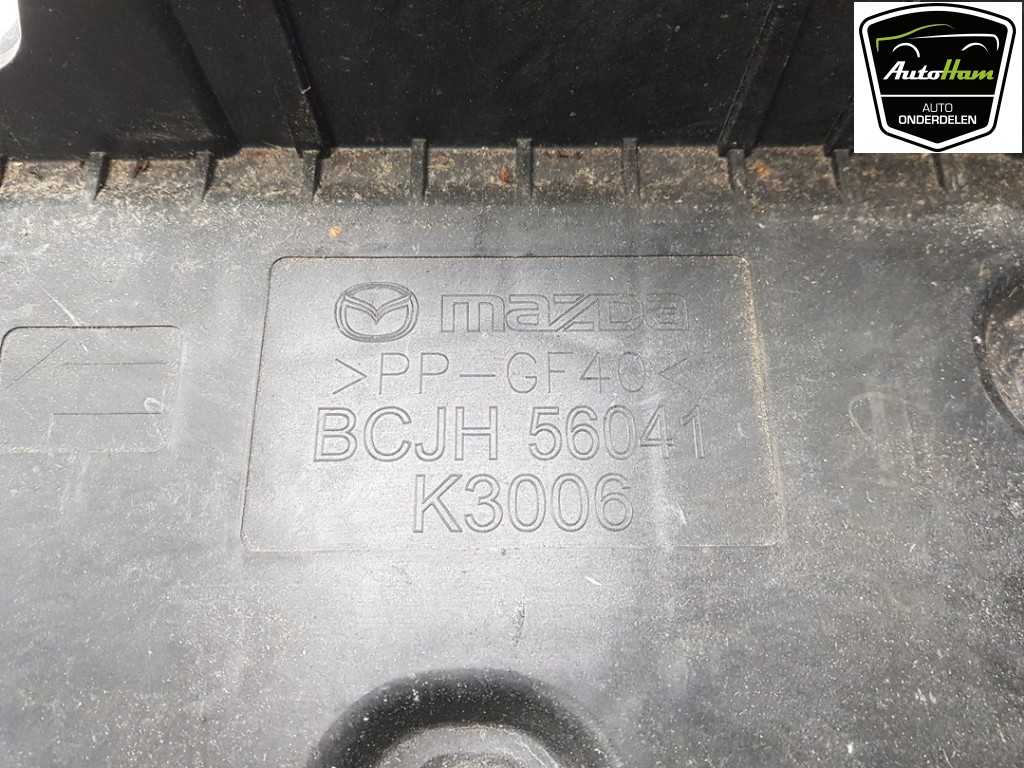 AutoHam
AUTO
ONDERDELEN
mazda
>PP-GF40<
BCJH 56041
K3006